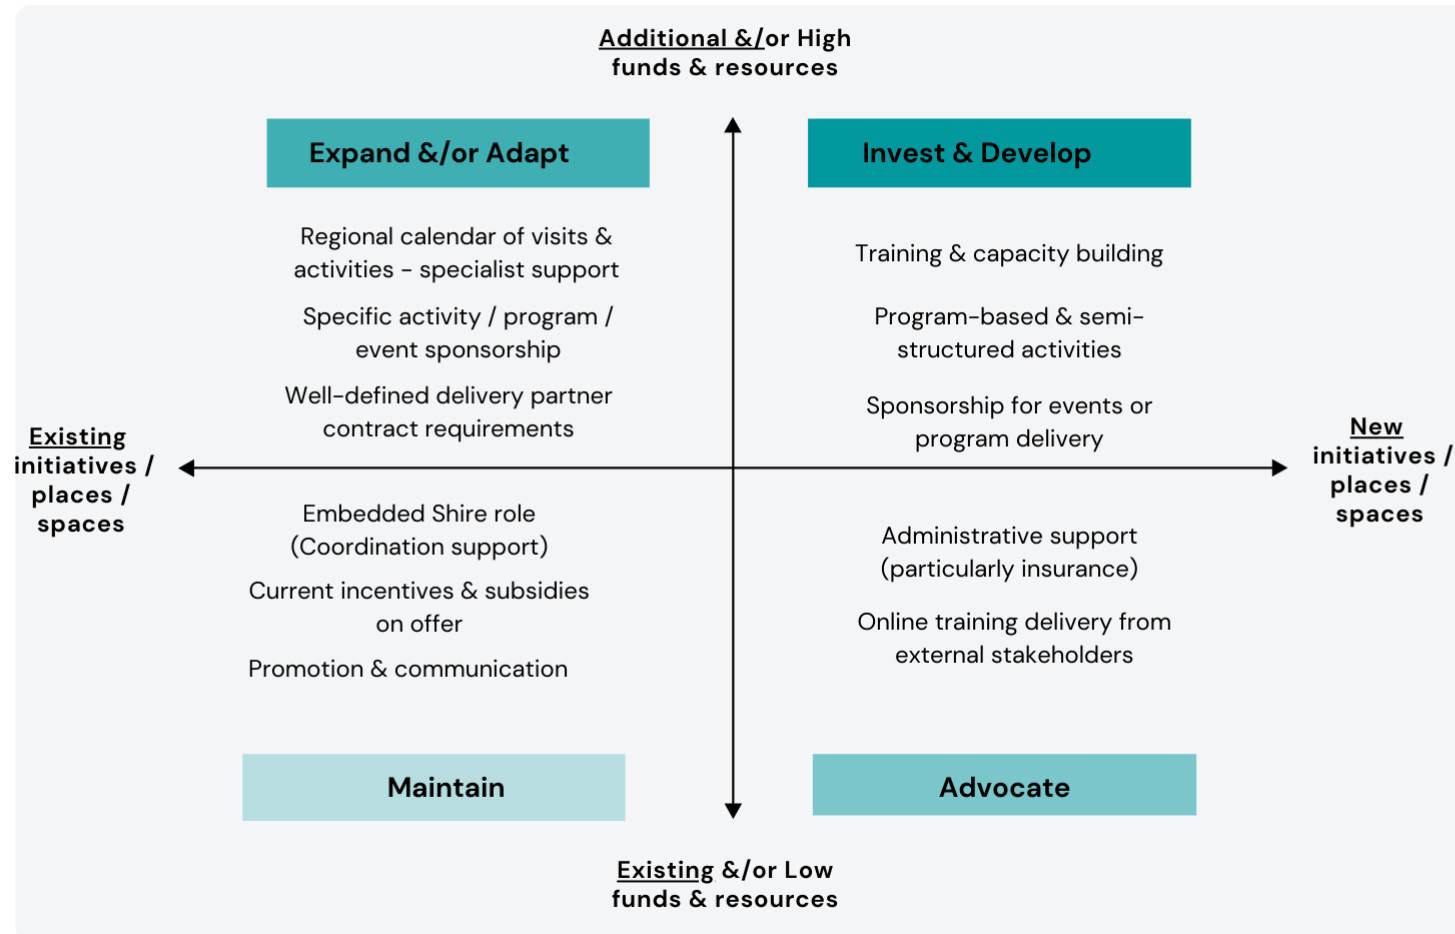 Additional &/or High
funds & resources
Expand &/or Adapt
Invest & Develop
Regional calendar of visits &
activities - specialist support
Specific activity / program /
event sponsorship
Well-defined delivery partner
contract requirements
Training & capacity building
Program-based & semi-
structured activities
Sponsorship for events or
program delivery
Existing
initiatives /
places /
spaces
New
initiatives /
places /
spaces
Embedded Shire role
(Coordination support)
Current incentives & subsidies
on offer
Promotion & communication
Administrative support
(particularly insurance)
Online training delivery from
external stakeholders
Maintain
Advocate
Existing &/or Low
funds & resources